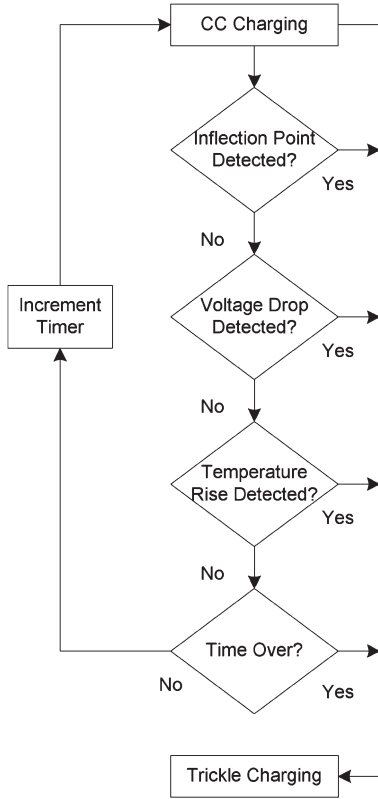 CC Charging
Inflection Point
Detected?
Yes
No
Increment
Timer
Voltage Drop
Detected?
Yes
No
Temperature
Rise Detected?
Yes
No
Time Over?
No
Yes
Trickle Charging